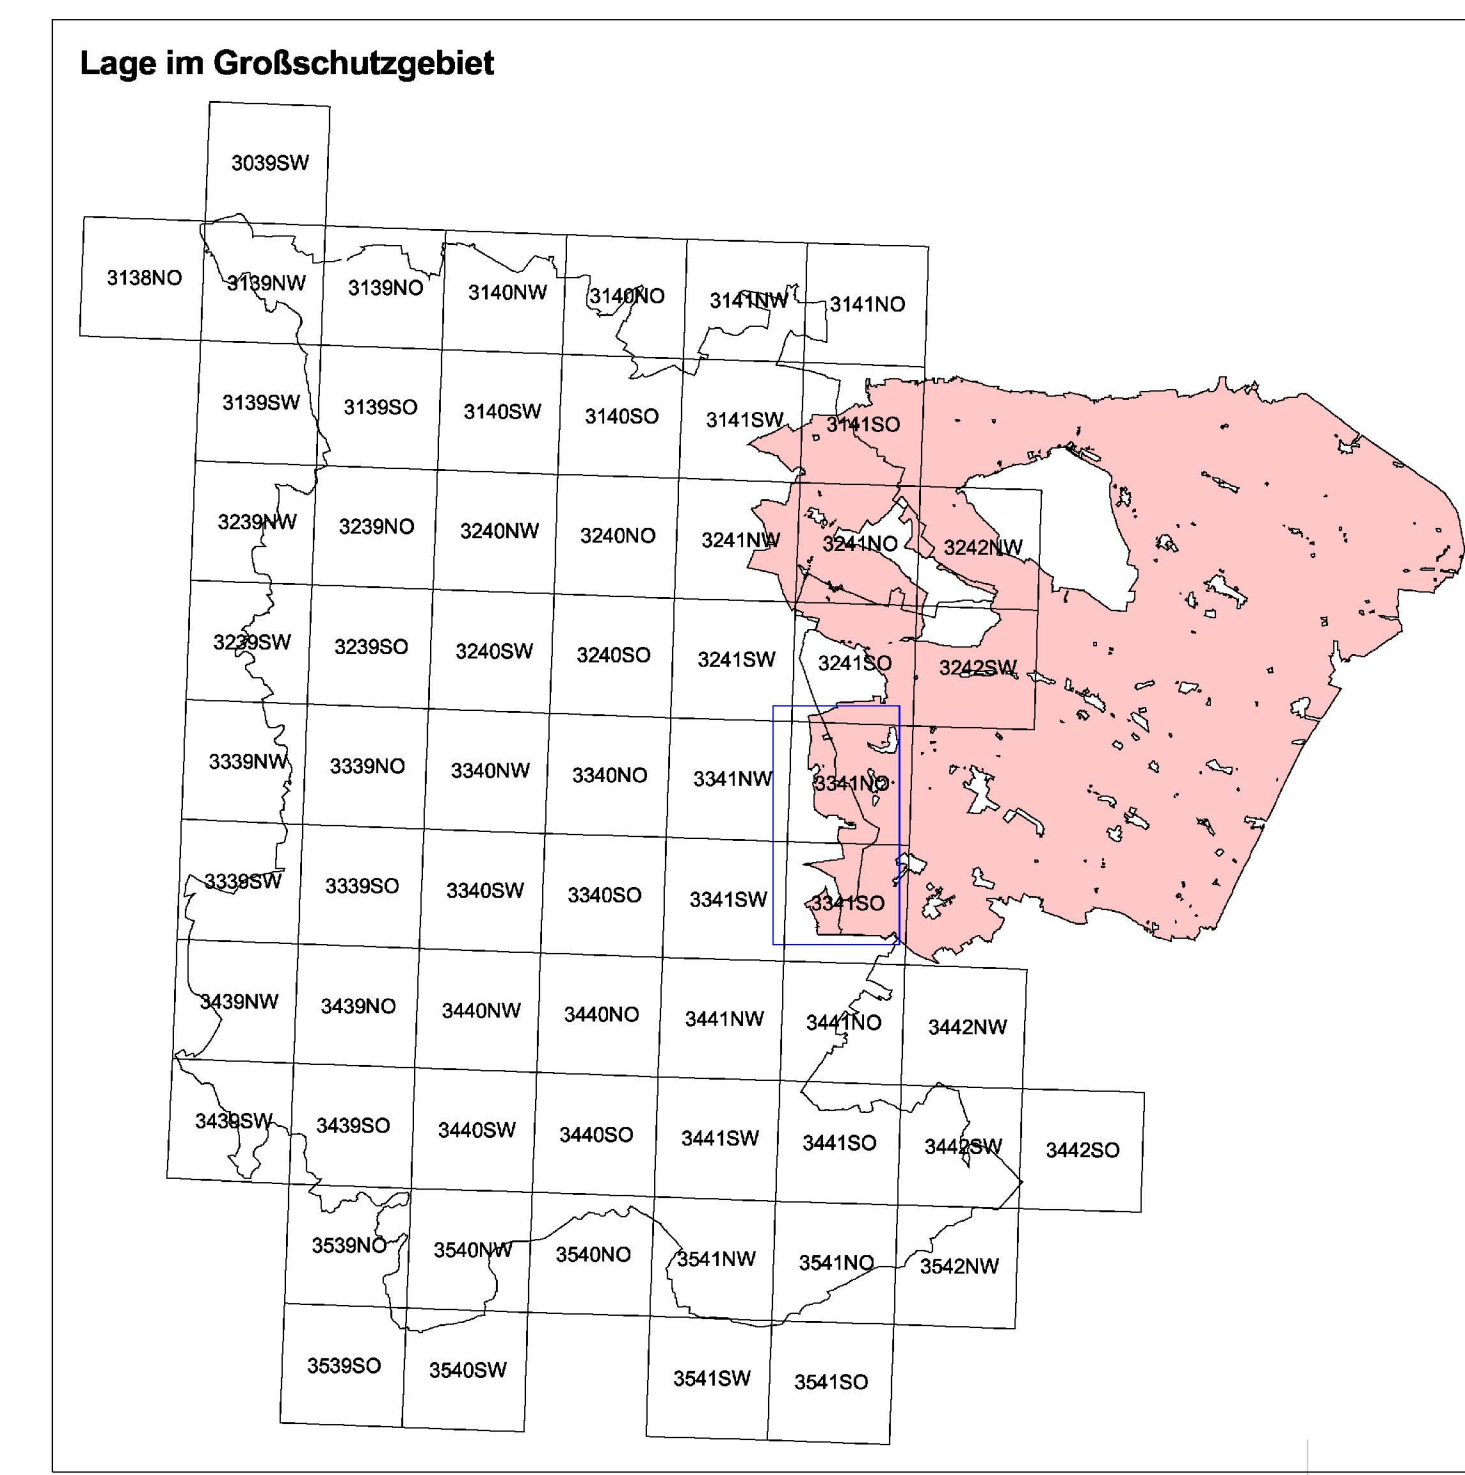 Lage im Großschutzgebiet
3039SW
3138NO 3139NW 3139NO 3140NW 3140NO 3141NW 3141NO
3139SW 3139SO 3140SW 3140SO 3141SW 3141SO
3239NW 3239NO 3240NW 3240NO 3241NW 3241NO 3242NW
3239SW 3239SO 3240SW 3240SO 3241SW 3241SO 3242SW
3339NW 3339NO 3340NW 3340NO 3341NW 3341NO
3339SW 3339SO 3340SW 3340SO 3341SW 3341SO
3439NW 3439NO 3440NW 3440NO 3441NW 3441NO 3442NW
3439SW 3439SO 3440SW 3440SO 3441SW 3441SO 3442SW 3442SO
3539NO 3540NW 3540NO 3541NW 3541NO 3542NW
3539SO 3540SW 3541SW 3541SO